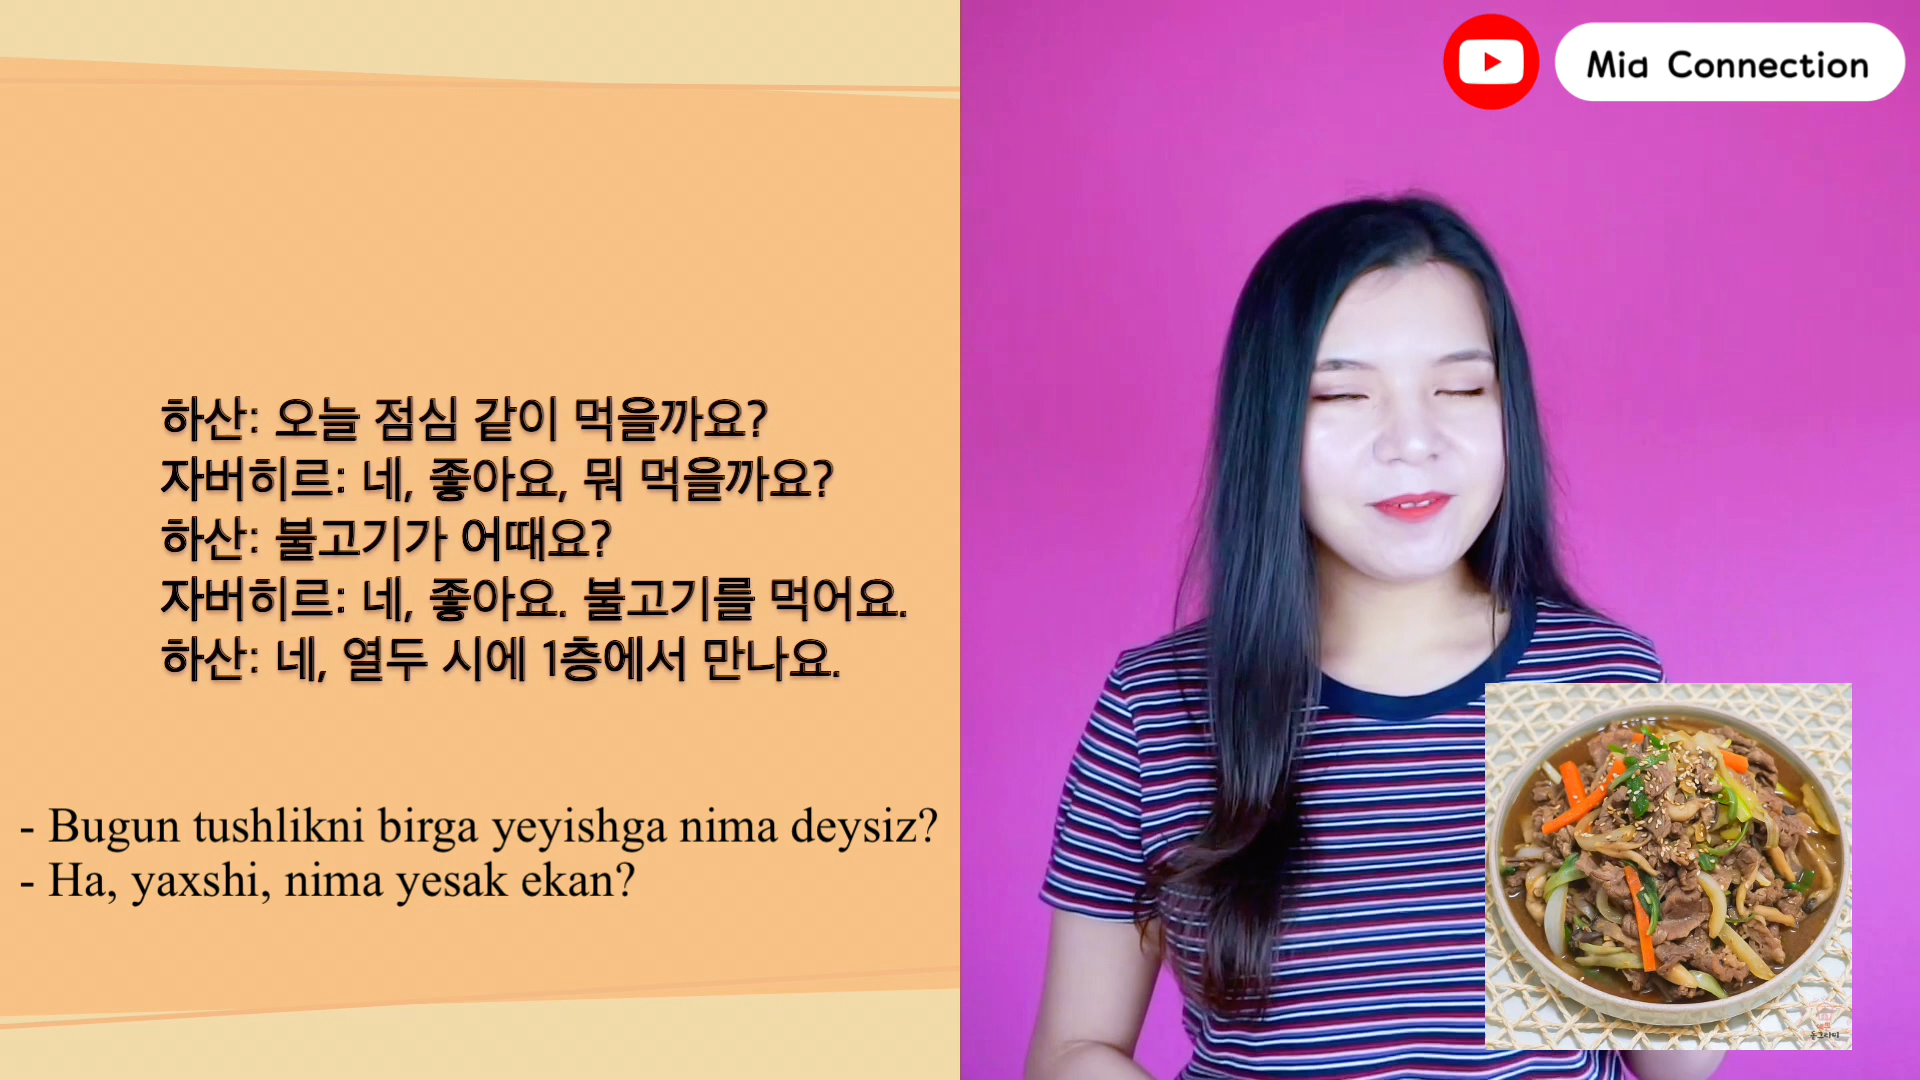 Mia Connection
하산: 오늘 점심 같이 먹을까요?
자버히르: 네, 좋아요, 뭐 먹을까요?
하산: 불고기가 어때요?
자버히르: 네, 좋아요. 불고기를 먹어요.
하산: 네, 열두 시에 1층에서 만나요.
- Bugun tushlikni birga yeyishga nima deysiz?
- Ha, yaxshi, nima yesak ekan?